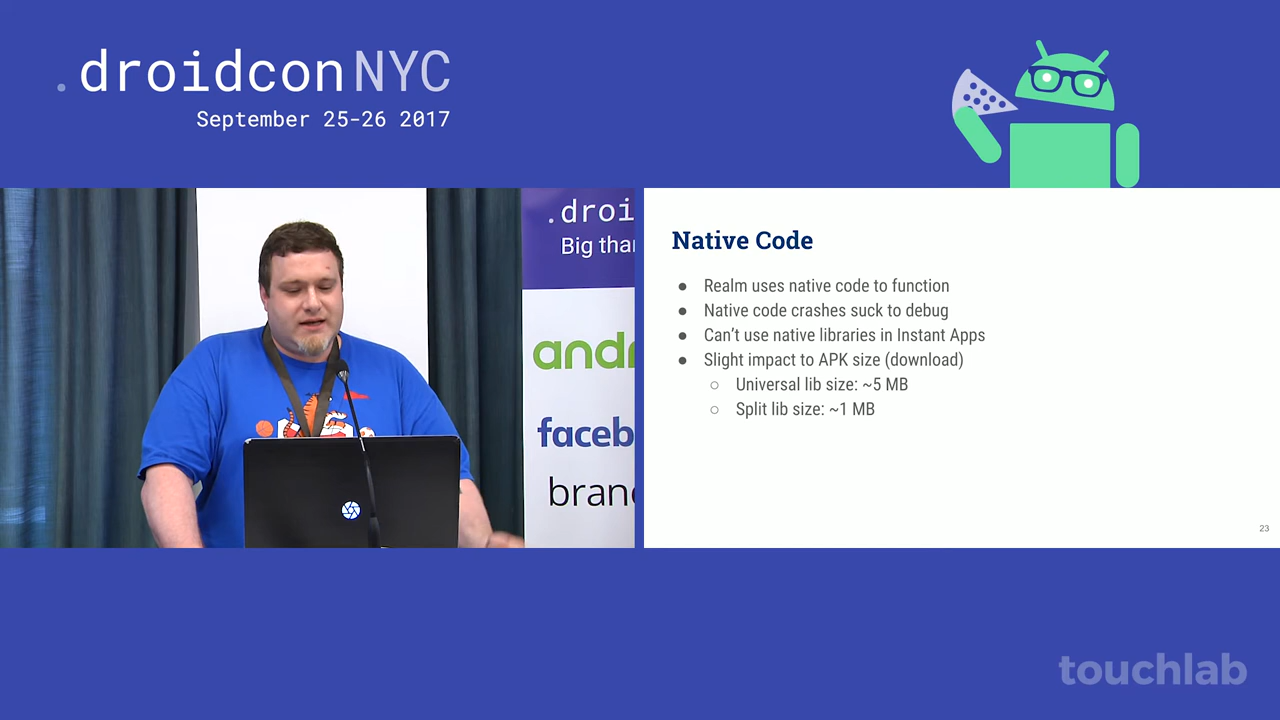 .droidcon NYC
September 25-26 2017
.droi
Big than
andr
faceb
branc
Native Code
● Realm uses native code to function
● Native code crashes suck to debug
● Can't use native libraries in Instant Apps
● Slight impact to APK size (download)
○ Universal lib size: ~5 MB
○ Split lib size: ~1 MB
23
touchlab